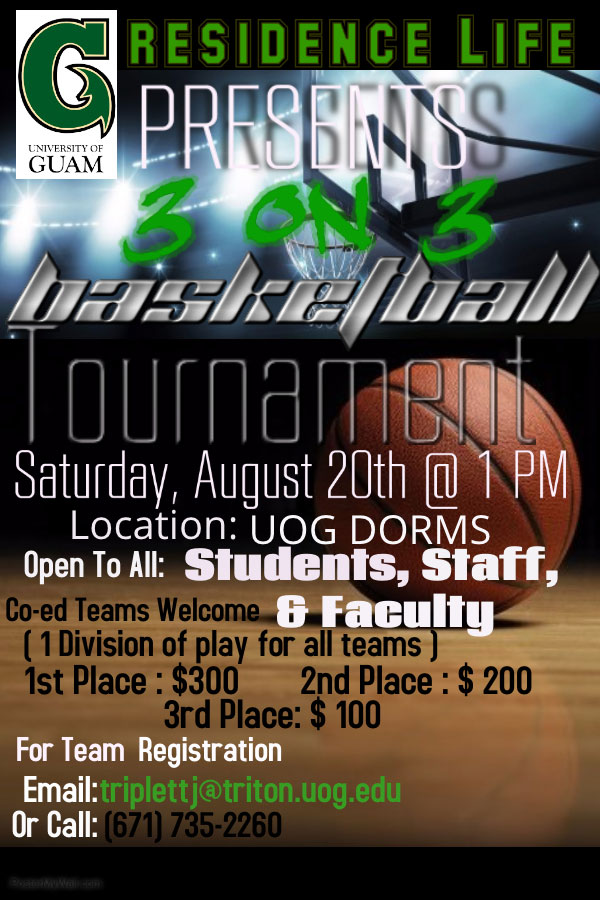 RESIDENCE LIFE
G
UNIVERSITY OF
GUAM
PRESENTS
3 ON 3
basketball
Tournament
Saturday, August 20th @ 1 PM
Location: UOG DORMS
Open To All: Students, Staff,
& Faculty
Co-ed Teams Welcome
( 1 Division of play for all teams )
1st Place : $300 2nd Place : $ 200
3rd Place: $ 100
For Team Registration
Email:triplettj@triton.uog.edu
Or Call: (671) 735-2260
PosterMyWall.com